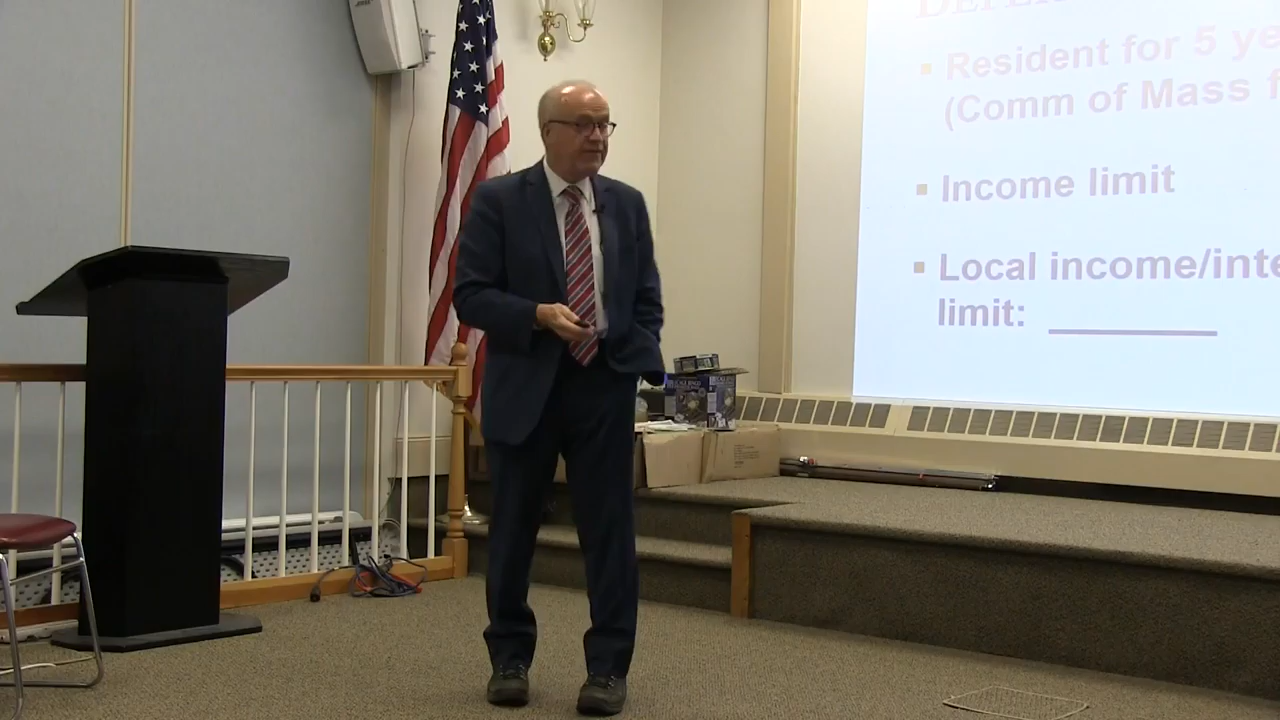 Resident for 5 ye
(Comm of Mass f
Income limit
Local income/inte
limit: